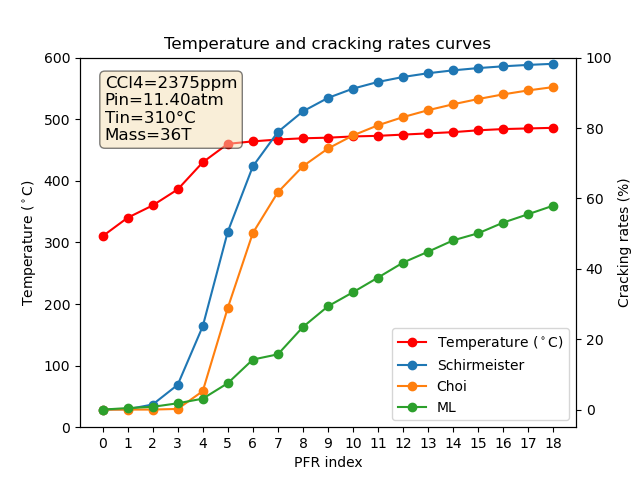 Temperature and cracking rates curves
CCl4=2375ppm
Pin=11.40atm
Tin=310°C
Mass=36T
600
500
400
300
200
100
0
Temperature (°C)
100
80
60
40
20
0
Cracking rates (%)
Temperature (°C)
Schirmeister
Choi
ML
0 1 2 3 4 5 6 7 8 9 10 11 12 13 14 15 16 17 18
PFR index